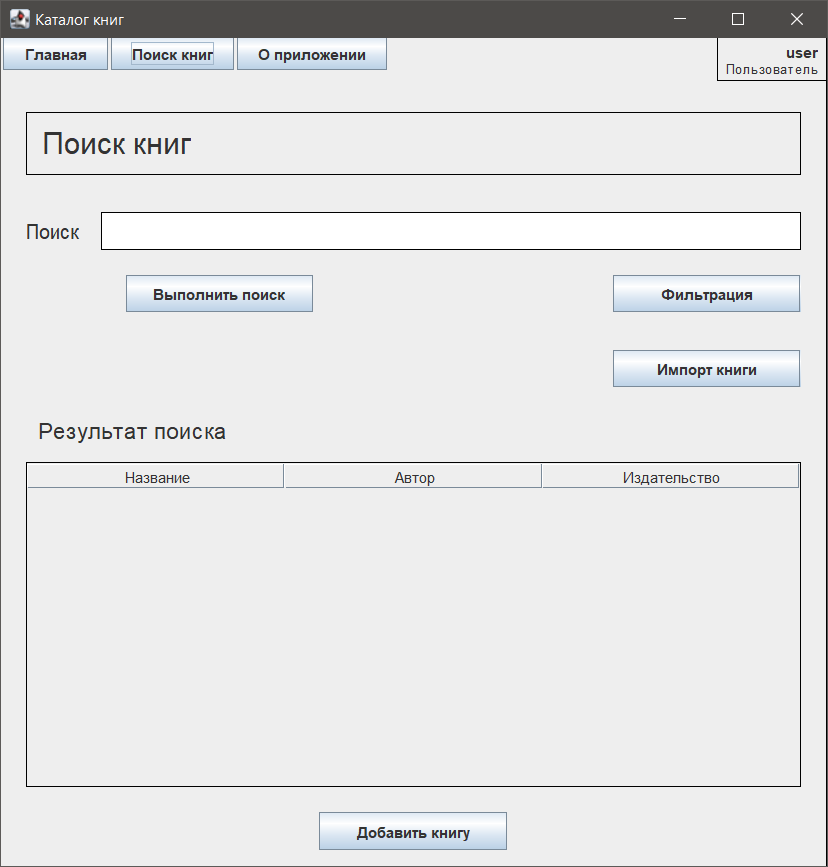 Каталог книг
Главная Поиск книг О приложении
user
Пользователь
Поиск книг
Поиск
Выполнить поиск Фильтрация
Импорт книги
Результат поиска
Название Автор Издательство
Добавить книгу